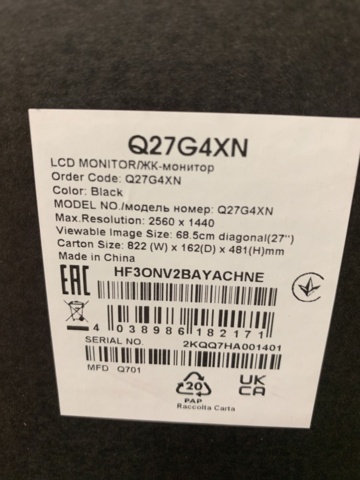 Q27G4XN
LCD MONITOR/ЖК-монитор
Order Code: Q27G4XN
Color: Black
MODEL NO./модель номер: Q27G4XN
Max.Resolution: 2560 x 1440
Viewable Image Size: 68.5cm diagonal(27")
Carton Size: 822 (W) x 162(D) x 481(H)mm
Made in China
EAC
HF3ONV2BAYACHNE
4 038986 182171
SERIAL NO. 2KQQ7HA001401
MFD Q701
20
PAP
Raccolta Carta
UK
CA